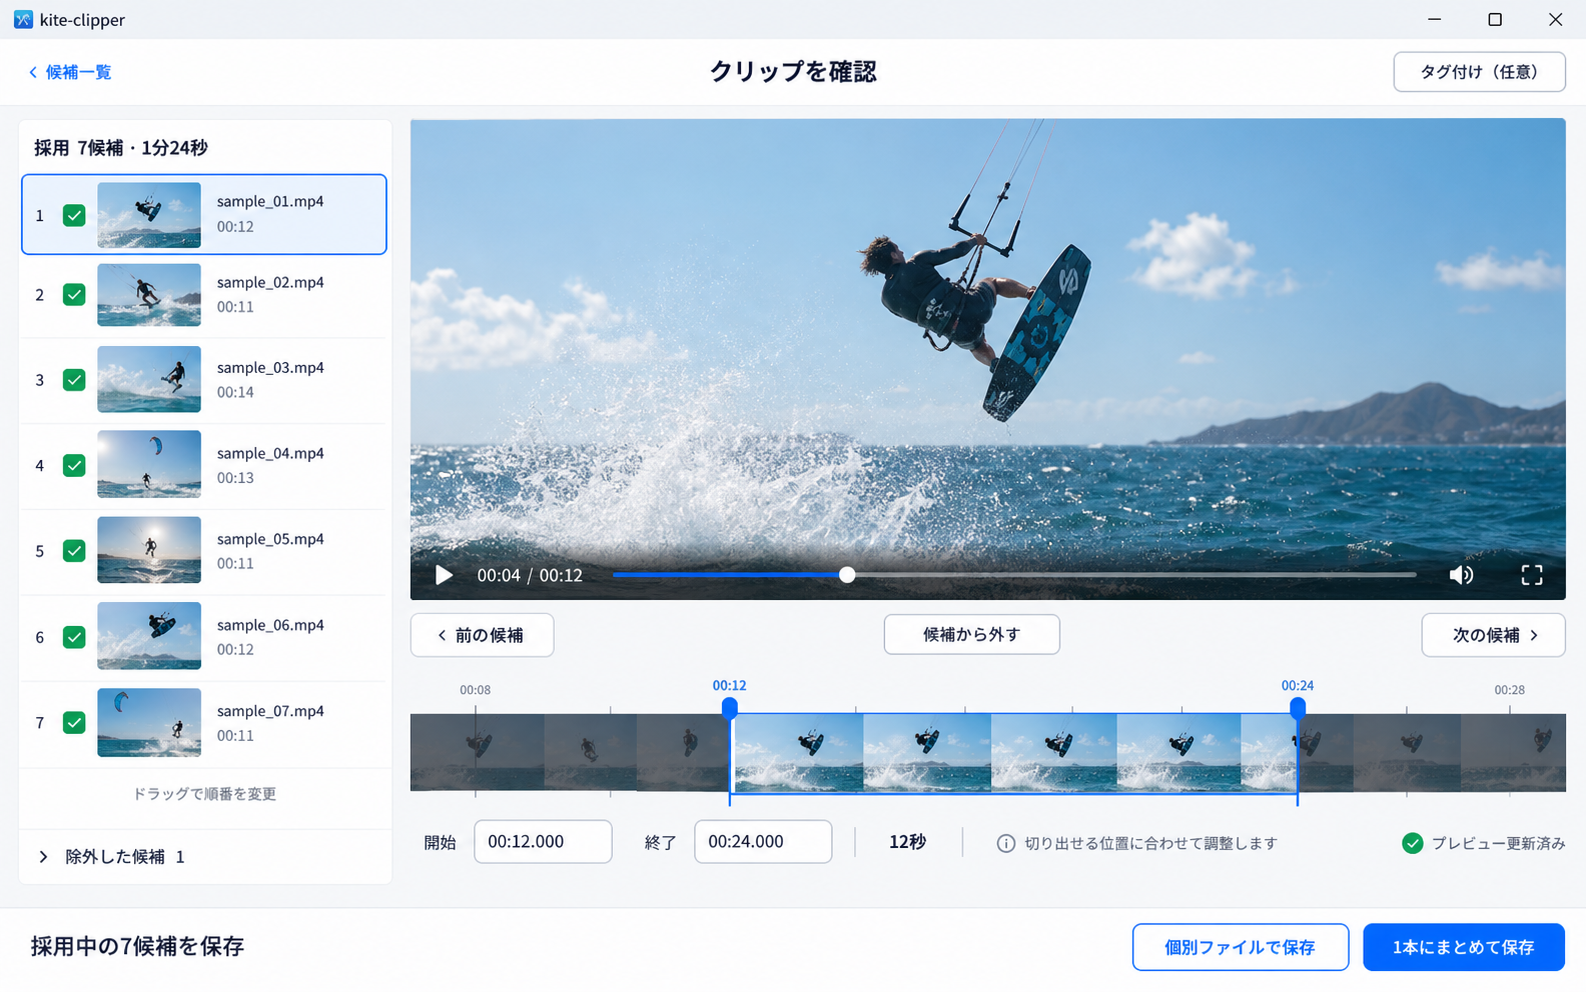 kite-clipper
候補一覧
クリップを確認
タグ付け（任意）
採用 7候補・1分24秒
1
sample_01.mp4
00:12
2
sample_02.mp4
00:11
3
sample_03.mp4
00:14
4
sample_04.mp4
00:13
5
sample_05.mp4
00:11
6
sample_06.mp4
00:12
7
sample_07.mp4
00:11
ドラッグで順番を変更
除外した候補 1
00:04 / 00:12
前の候補
候補から外す
次の候補
00:08
00:12
00:24
00:28
開始 00:12.000 終了 00:24.000 12秒 切り出せる位置に合わせて調整します プレビュー更新済み
採用中の7候補を保存
個別ファイルで保存
1本にまとめて保存